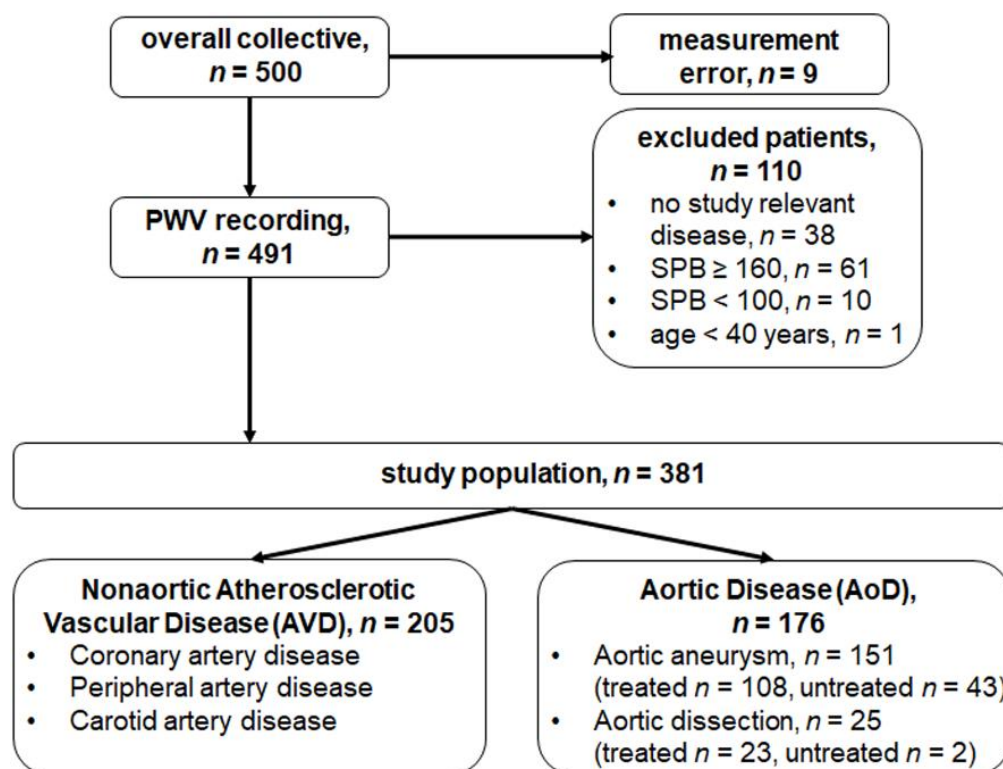 overall collective,
n = 500
measurement
error, n = 9
excluded patients,
n = 110
• no study relevant
disease, n = 38
• SPB ≥ 160, n = 61
• SPB < 100, n = 10
• age < 40 years, n = 1
PWV recording,
n = 491
study population, n = 381
Nonaortic Atherosclerotic
Vascular Disease (AVD), n = 205
• Coronary artery disease
• Peripheral artery disease
• Carotid artery disease
Aortic Disease (AoD),
n = 176
• Aortic aneurysm, n = 151
(treated n = 108, untreated n = 43)
• Aortic dissection, n = 25
(treated n = 23, untreated n = 2)